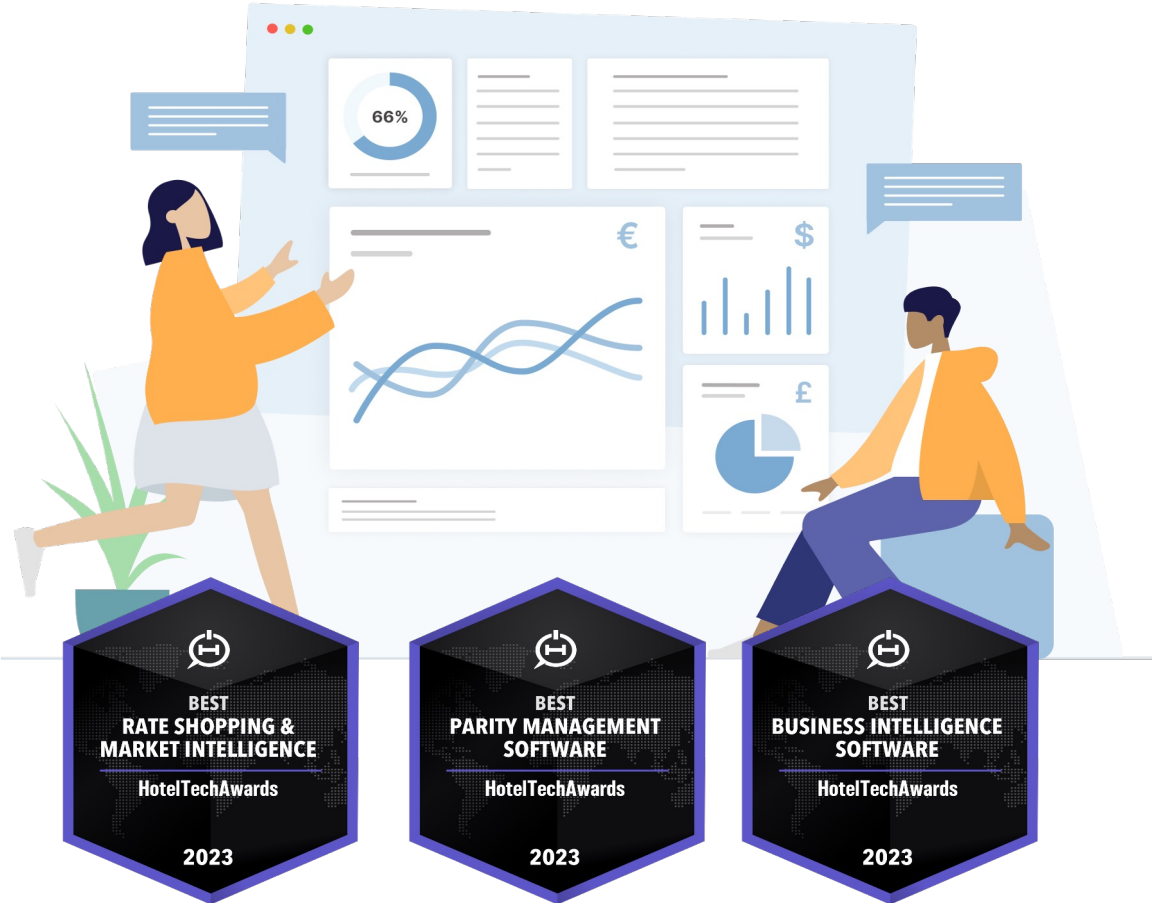 66%
€
$
£
BEST
RATE SHOPPING &
MARKET INTELLIGENCE
HotelTechAwards
2023
BEST
PARITY MANAGEMENT
SOFTWARE
HotelTechAwards
2023
BEST
BUSINESS INTELLIGENCE
SOFTWARE
HotelTechAwards
2023